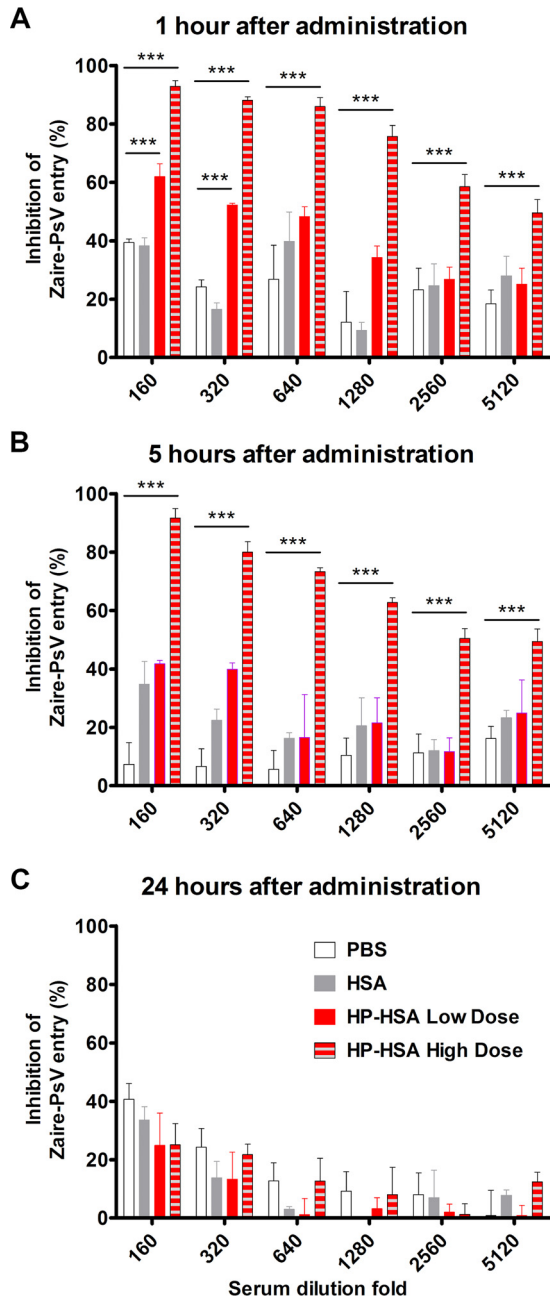 A
1 hour after administration
Inhibition of
Zaire-PsV entry (%)
100
80
60
40
20
0
***
***
***
***
***
***
***
***
160
320
640
1280
2560
5120
B
5 hours after administration
Inhibition of
Zaire-PsV entry (%)
100
80
60
40
20
0
***
***
***
***
***
***
160
320
640
1280
2560
5120
C
24 hours after administration
Inhibition of
Zaire-PsV entry (%)
100
80
60
40
20
0
PBS
HSA
HP-HSA Low Dose
HP-HSA High Dose
160
320
640
1280
2560
5120
Serum dilution fold